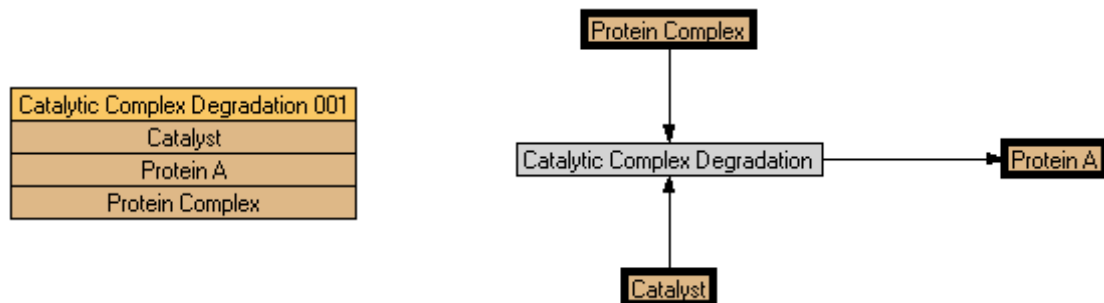 Catalytic Complex Degradation 001
Catalyst
Protein A
Protein Complex
Protein Complex
Catalytic Complex Degradation
Protein A
Catalyst